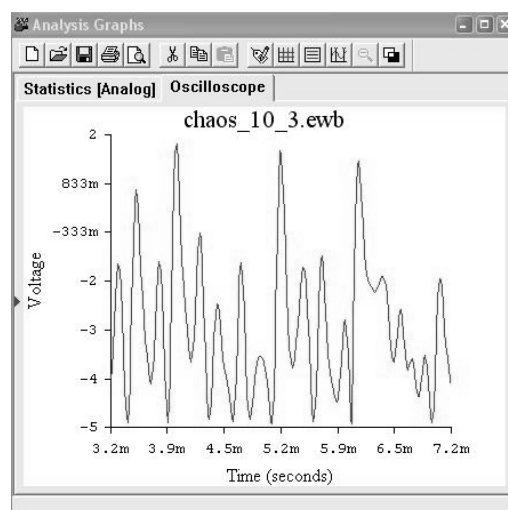 Analysis Graphs
Statistics [Analog] Oscilloscope
chaos_10_3.ewb
2
833m
-333m
-2
-3
-4
-5
Voltage
3.2m 3.9m 4.5m 5.2m 5.9m 6.5m 7.2m
Time (seconds)